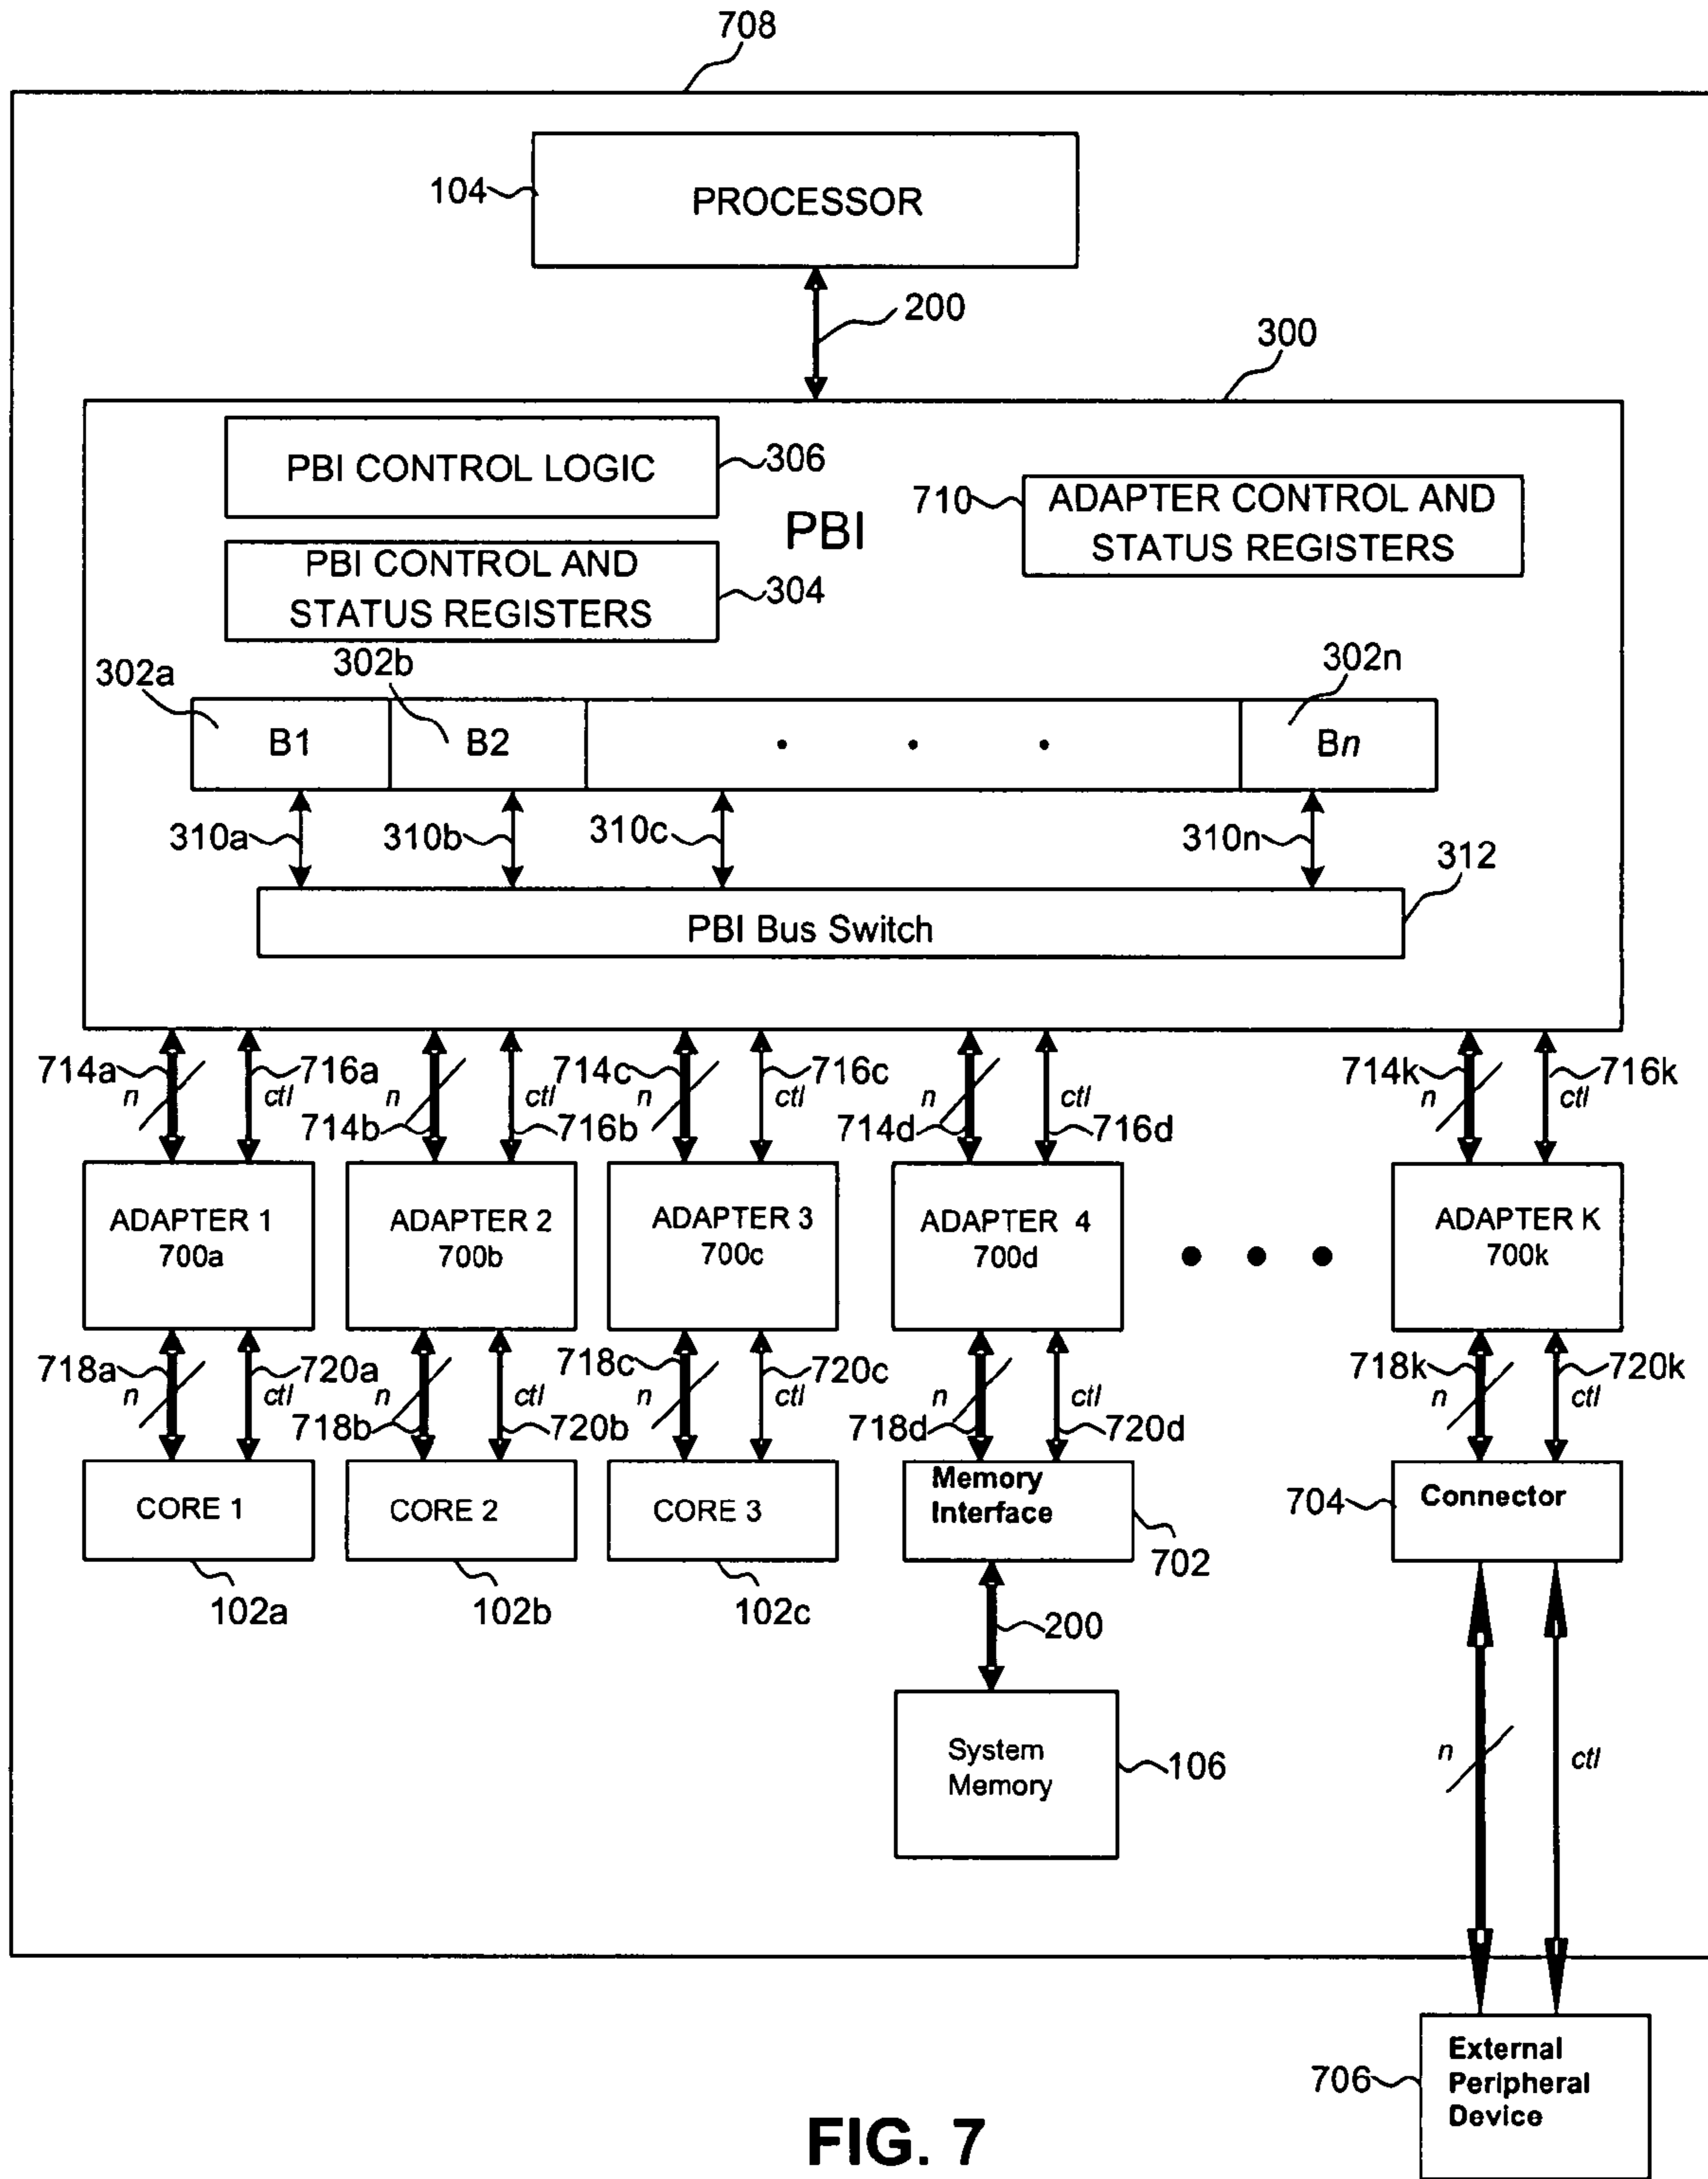 708
104
PROCESSOR
200
300
PBI CONTROL LOGIC
306
710
ADAPTER CONTROL AND
STATUS REGISTERS
PBI
PBI CONTROL AND
STATUS REGISTERS
304
302a
302b
302n
B1
B2
. . .
Bn
310a
310b
310c
310n
312
PBI Bus Switch
714a
n
716a
ctl
n
714b
ctl
716b
714c
n
716c
ctl
n
714d
ctl
716d
714k
n
716k
ctl
ADAPTER 1
700a
ADAPTER 2
700b
ADAPTER 3
700c
ADAPTER 4
700d
• • •
ADAPTER K
700k
718a
n
720a
ctl
n
718b
ctl
720b
718c
n
720c
ctl
n
718d
ctl
720d
718k
n
720k
ctl
CORE 1
CORE 2
CORE 3
Memory
Interface
704
Connector
702
102a
102b
102c
200
System
Memory
106
n
ctl
706
External
Peripheral
Device
FIG. 7